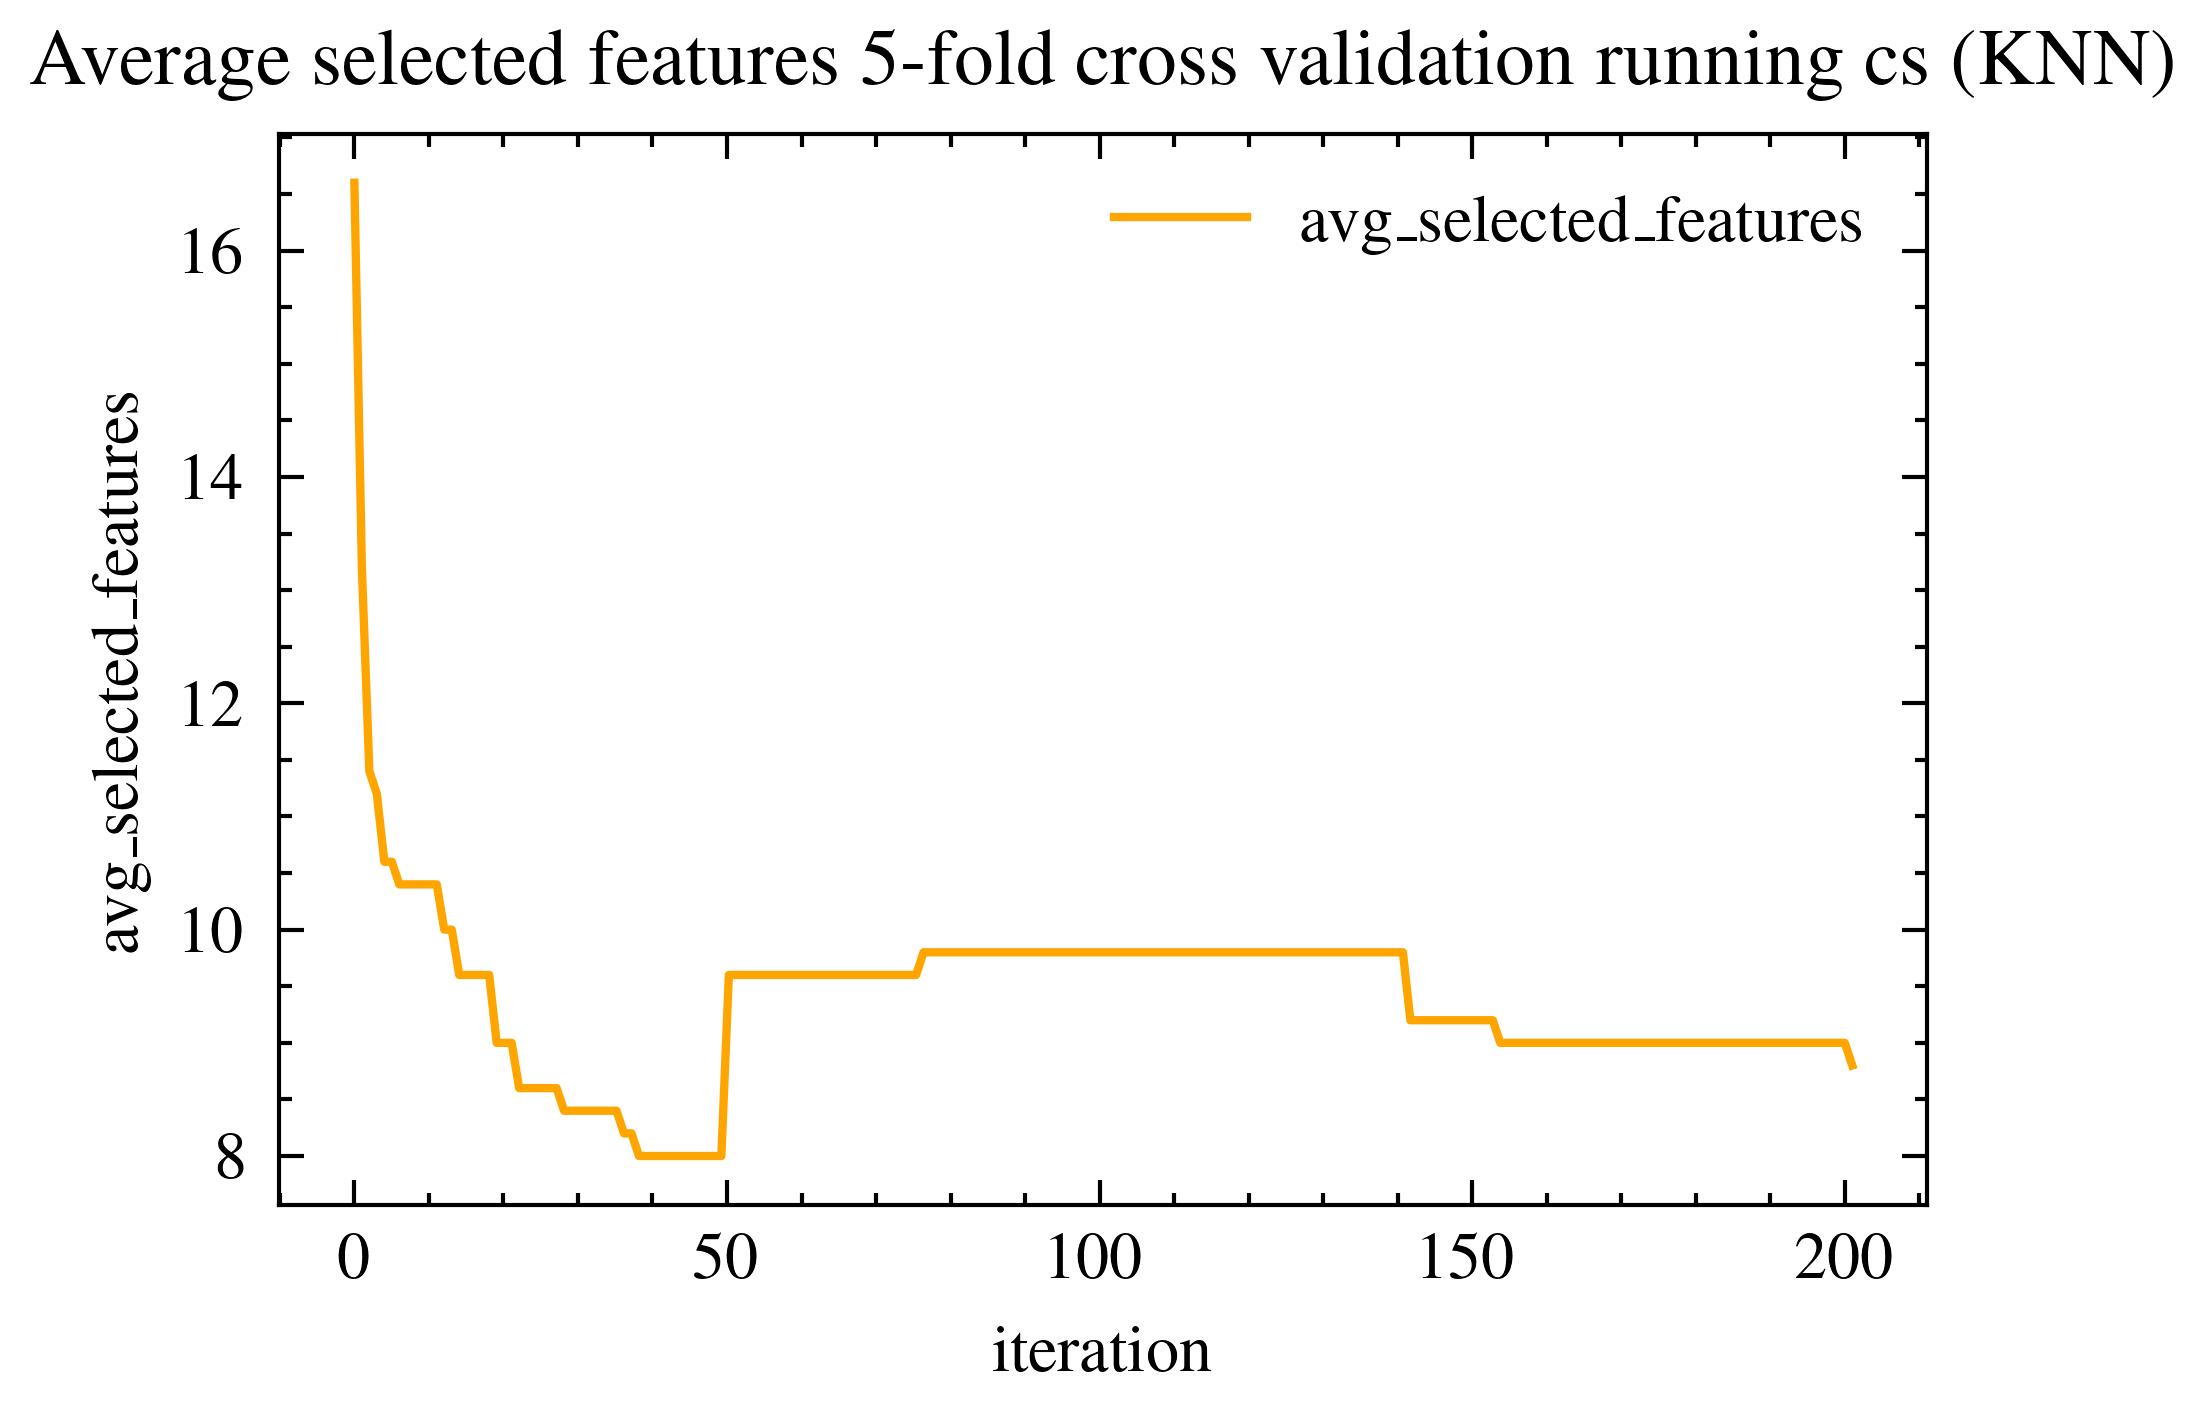 Average selected features 5-fold cross validation running cs (KNN)
avg_selected_features
avg_selected_features
16
14
12
10
8
0 50 100 150 200
iteration